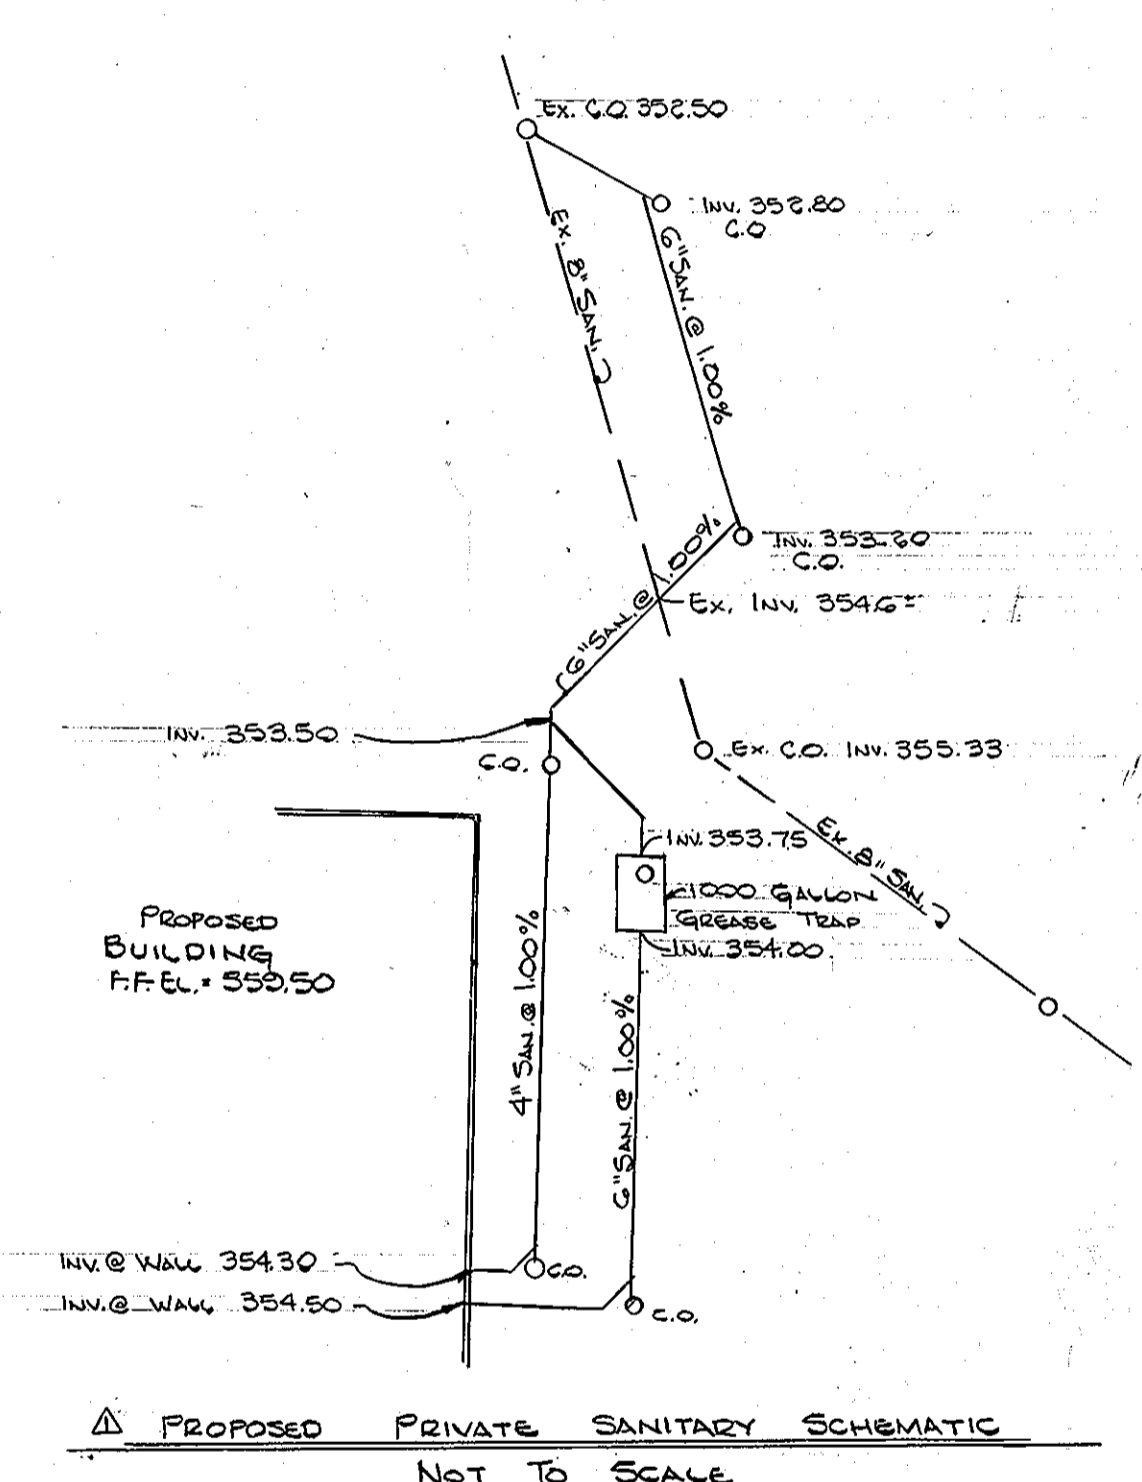 Ex. C.O. 352.50
Inv. 352.80
C.O
Ex. 8" San.
6" San. @ 1.00%
Inv. 353.20
C.O.
6" San. @ 1.00%
Ex. Inv. 354.6±
Inv. 353.50
C.O.
Ex. C.O. Inv. 355.33
Ex. 8" San.
Inv. 353.75
1000 Gallon
Grease Trap
Inv. 354.00
Proposed
Building
F.F. El. = 359.50
4" San. @ 1.00%
6" San. @ 1.00%
Inv. @ Wall 354.30
C.O.
Inv. @ Wall 354.50
C.O.
1 Proposed Private Sanitary Schematic
Not To Scale